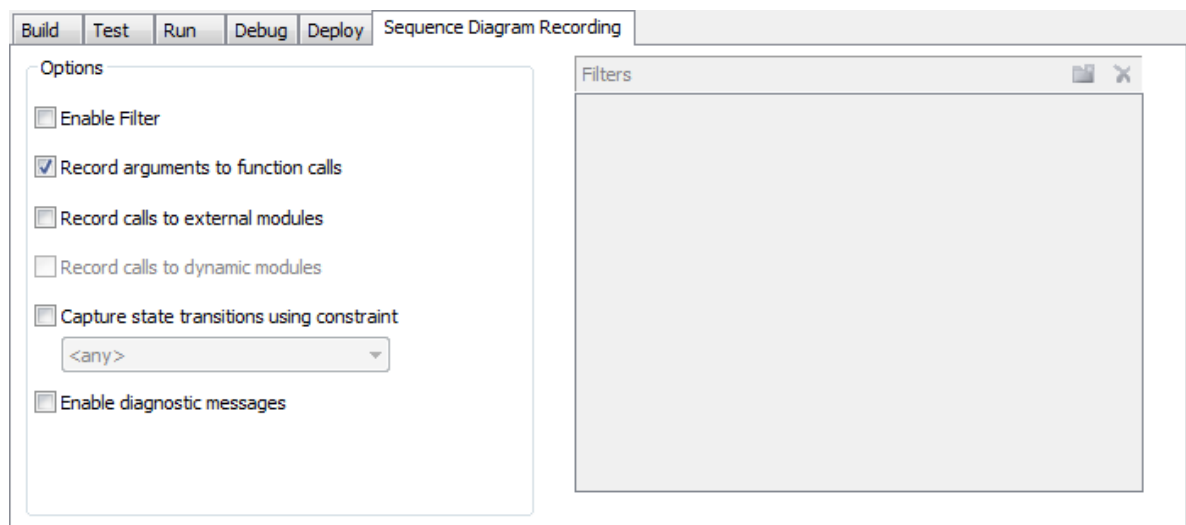 Build Test Run Debug Deploy Sequence Diagram Recording
Options
Enable Filter
Record arguments to function calls
Record calls to external modules
Record calls to dynamic modules
Capture state transitions using constraint
<any>
Enable diagnostic messages
Filters